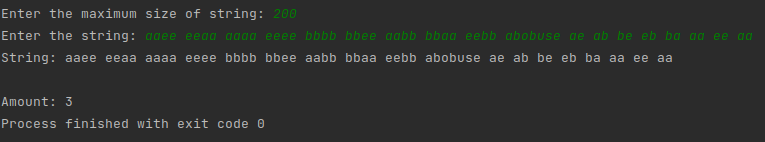 Enter the maximum size of string: 200
Enter the string: aaee eeaa aaaa eeee bbbb bbee aabb bbaa eebb abobuse ae ab be eb ba aa ee aa
String: aaee eeaa aaaa eeee bbbb bbee aabb bbaa eebb abobuse ae ab be eb ba aa ee aa
Amount: 3
Process finished with exit code 0